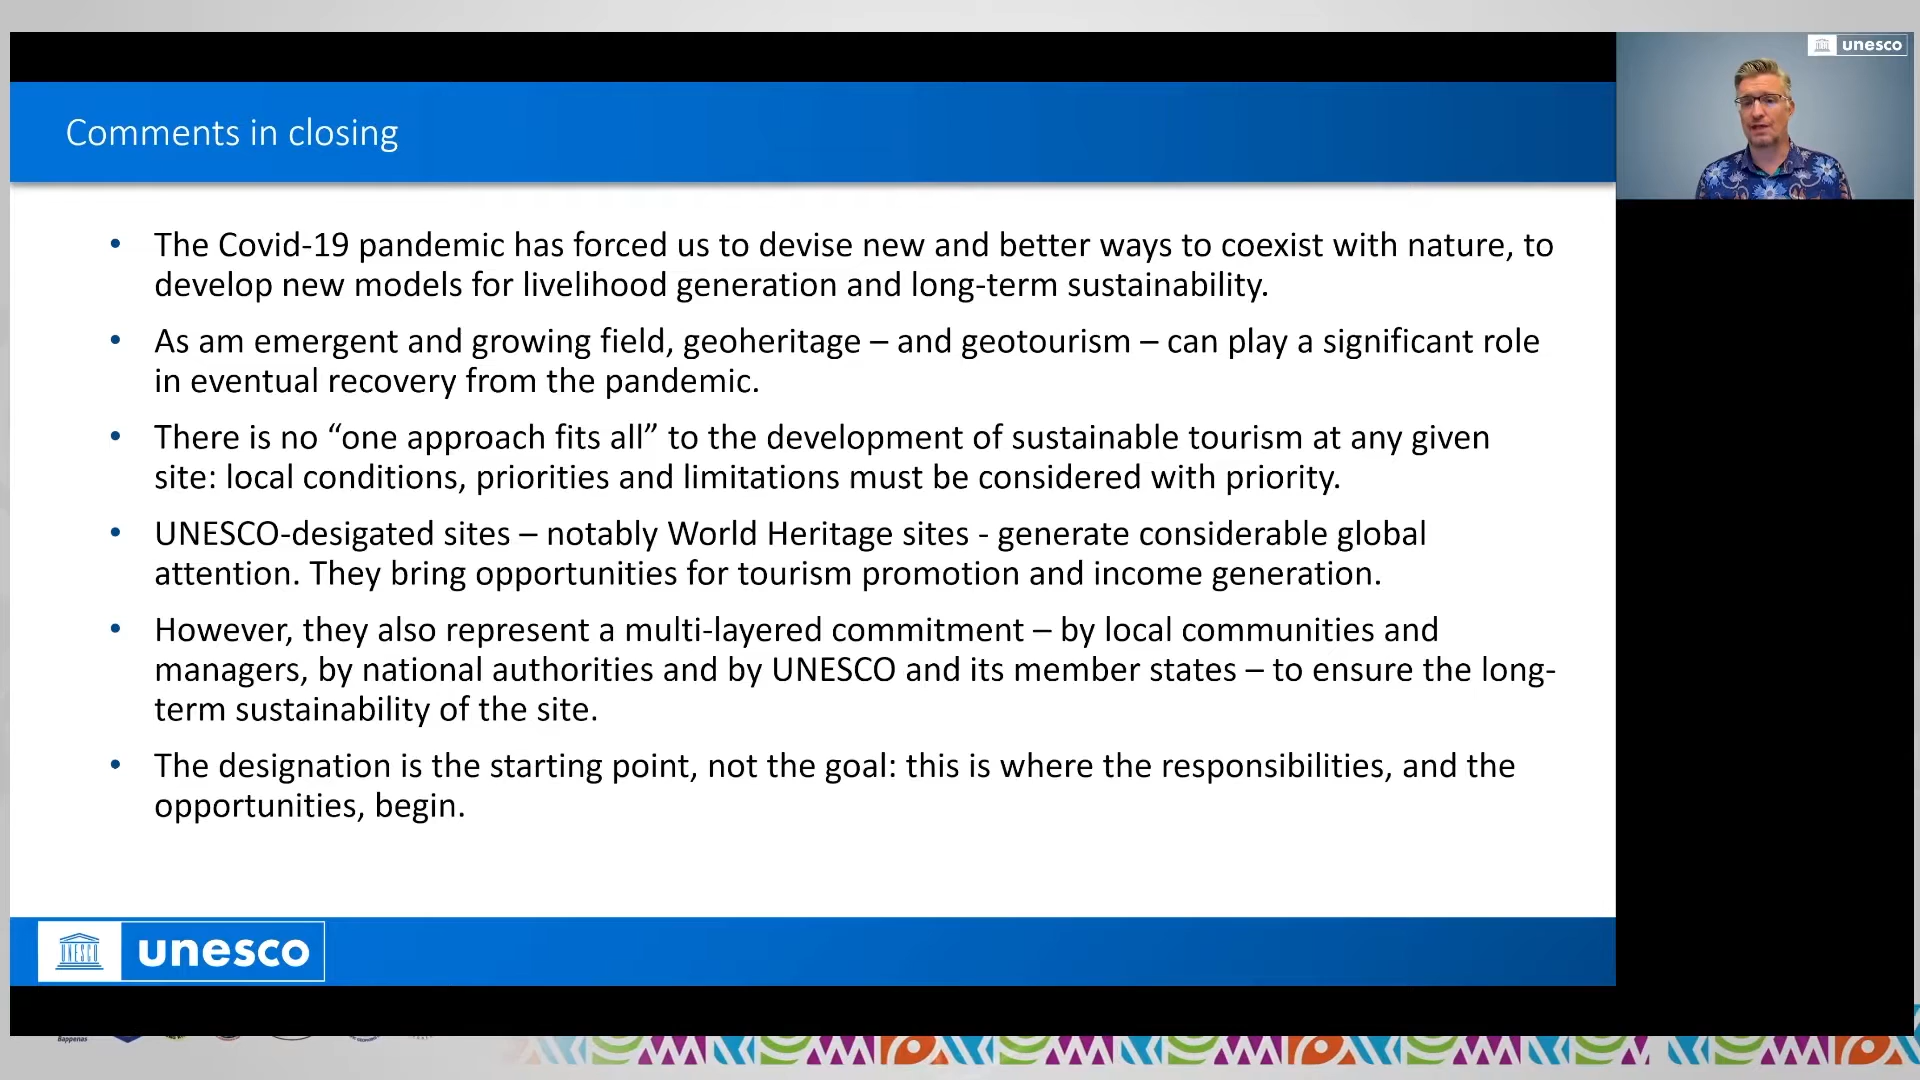 unesco
Comments in closing
• The Covid-19 pandemic has forced us to devise new and better ways to coexist with nature, to
develop new models for livelihood generation and long-term sustainability.
• As am emergent and growing field, geoheritage – and geotourism – can play a significant role
in eventual recovery from the pandemic.
• There is no “one approach fits all” to the development of sustainable tourism at any given
site: local conditions, priorities and limitations must be considered with priority.
• UNESCO-desigated sites – notably World Heritage sites - generate considerable global
attention. They bring opportunities for tourism promotion and income generation.
• However, they also represent a multi-layered commitment – by local communities and
managers, by national authorities and by UNESCO and its member states – to ensure the long-
term sustainability of the site.
• The designation is the starting point, not the goal: this is where the responsibilities, and the
opportunities, begin.
UNESCO
unesco
Bappenas